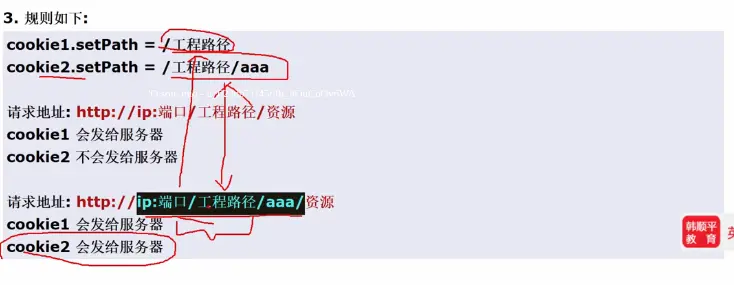 3. 规则如下:
cookie1.setPath = /工程路径
cookie2.setPath = /工程路径/aaa
请求地址: http://ip:端口/工程路径/资源
cookie1 会发给服务器
cookie2 不会发给服务器
请求地址: http://ip:端口/工程路径/aaa/资源
cookie1 会发给服务器
cookie2 会发给服务器
韩顺平
教 育